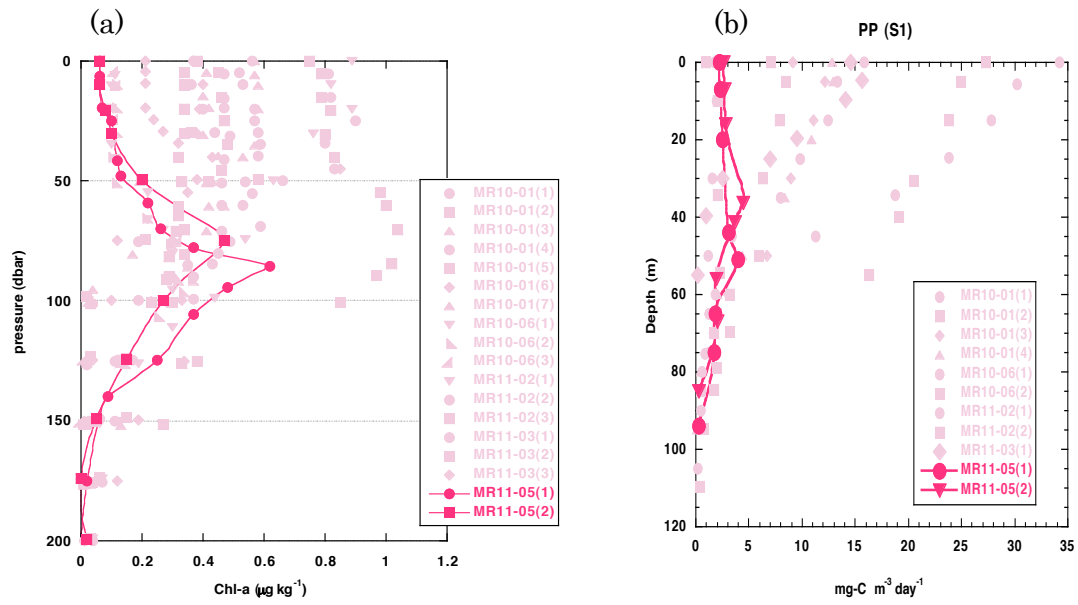 (a)
0
50
100
150
200
pressure (dbar)
0
0.2
0.4
0.6
0.8
1
1.2
Chl-a (μg kg⁻¹)
MR10-01(1)
MR10-01(2)
MR10-01(3)
MR10-01(4)
MR10-01(5)
MR10-01(6)
MR10-01(7)
MR10-06(1)
MR10-06(2)
MR10-06(3)
MR11-02(1)
MR11-02(2)
MR11-02(3)
MR11-03(1)
MR11-03(2)
MR11-03(3)
MR11-05(1)
MR11-05(2)
(b)
PP (S1)
0
20
40
60
80
100
120
Depth (m)
0
5
10
15
20
25
30
35
mg-C m⁻³ day⁻¹
MR10-01(1)
MR10-01(2)
MR10-01(3)
MR10-01(4)
MR10-06(1)
MR10-06(2)
MR11-02(1)
MR11-02(2)
MR11-03(1)
MR11-05(1)
MR11-05(2)